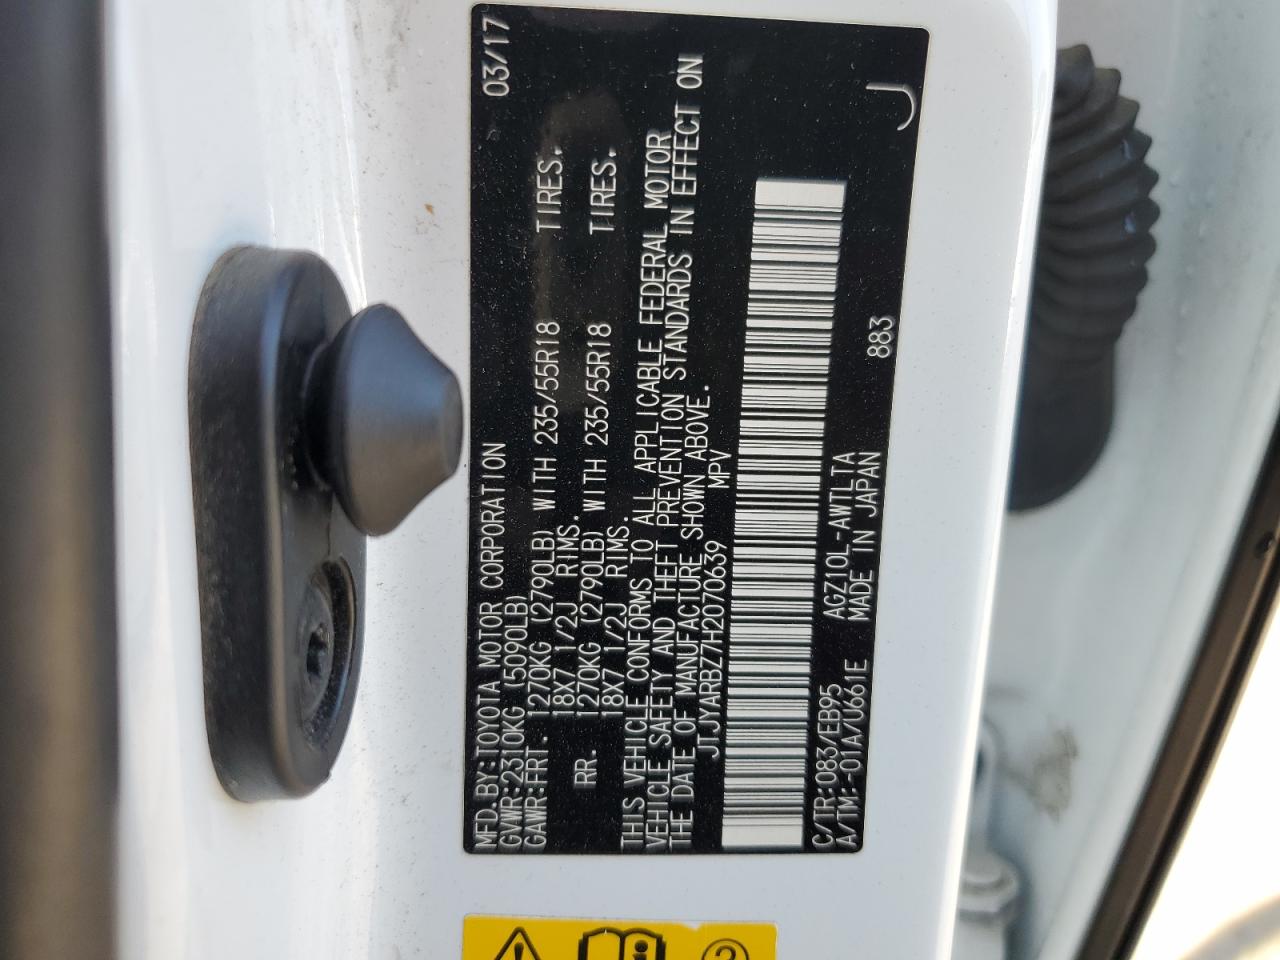 MFD. BY: TOYOTA MOTOR CORPORATION 03/17
GVWR: 2310KG (5090LB)
GAWR: FRT. 1270KG (2790LB) WITH 235/55R18 TIRES.
18X7 1/2J RIMS.
RR. 1270KG (2790LB) WITH 235/55R18 TIRES.
18X7 1/2J RIMS.
THIS VEHICLE CONFORMS TO ALL APPLICABLE FEDERAL MOTOR
VEHICLE SAFETY AND THEFT PREVENTION STANDARDS IN EFFECT ON
THE DATE OF MANUFACTURE SHOWN ABOVE.
JTJYARBZ7H2070639 MPV
C/TR: 083/EB95 AGZ10L-AWTLTA 883 J
A/TM: -01A/U661E MADE IN JAPAN